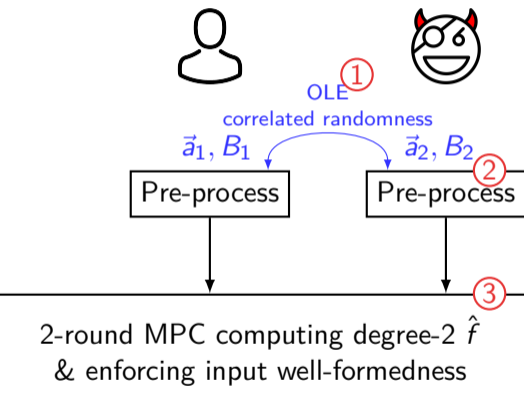 ①
OLE
correlated randomness
a⃗₁, B₁ a⃗₂, B₂
②
Pre-process Pre-process
③
2-round MPC computing degree-2 f̂
& enforcing input well-formedness